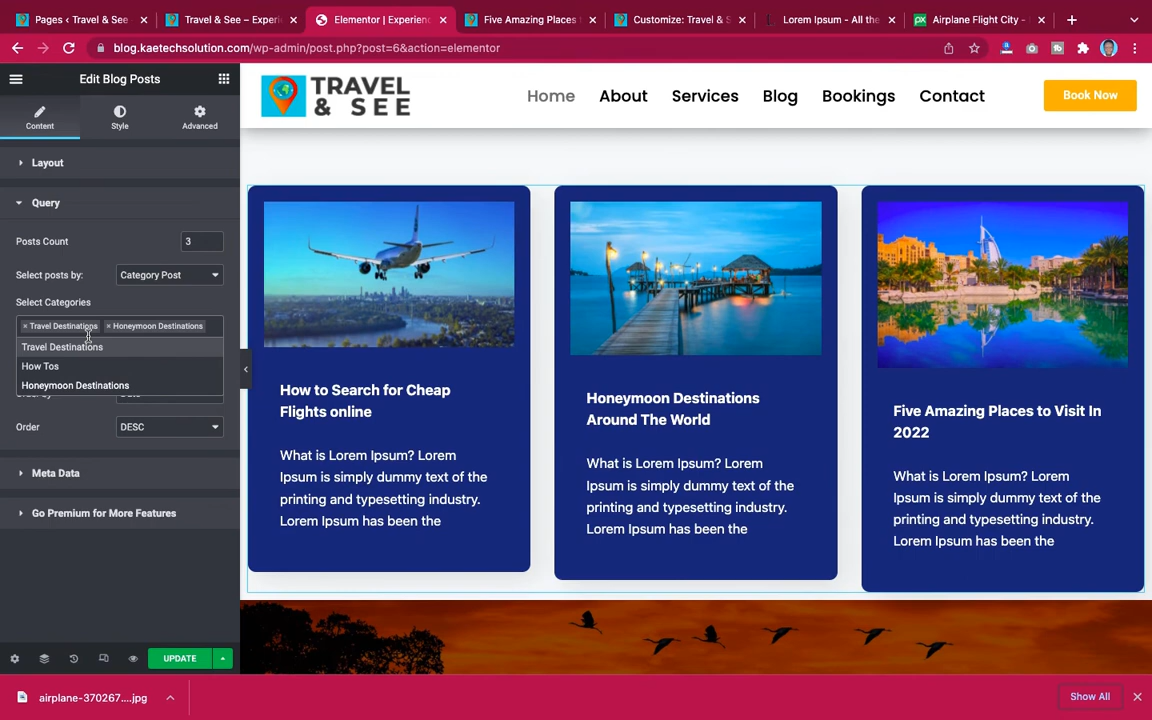 Pages ‹ Travel & See -
Travel & See – Experi
Elementor | Experienc
Five Amazing Places
Customize: Travel & S
Lorem Ipsum - All the
Airplane Flight City -
blog.kaetechsolution.com/wp-admin/post.php?post=6&action=elementor
Edit Blog Posts
Content
Style
Advanced
Layout
Query
Posts Count
3
Select posts by:
Category Post
Select Categories
× Travel Destinations
× Honeymoon Destinations
Travel Destinations
How Tos
Honeymoon Destinations
Order
DESC
Meta Data
Go Premium for More Features
UPDATE
TRAVEL
& SEE
Home
About
Services
Blog
Bookings
Contact
Book Now
How to Search for Cheap
Flights online
What is Lorem Ipsum? Lorem
Ipsum is simply dummy text of the
printing and typesetting industry.
Lorem Ipsum has been the
Honeymoon Destinations
Around The World
What is Lorem Ipsum? Lorem
Ipsum is simply dummy text of the
printing and typesetting industry.
Lorem Ipsum has been the
Five Amazing Places to Visit In
2022
What is Lorem Ipsum? Lorem
Ipsum is simply dummy text of the
printing and typesetting industry.
Lorem Ipsum has been the
airplane-370267....jpg
Show All